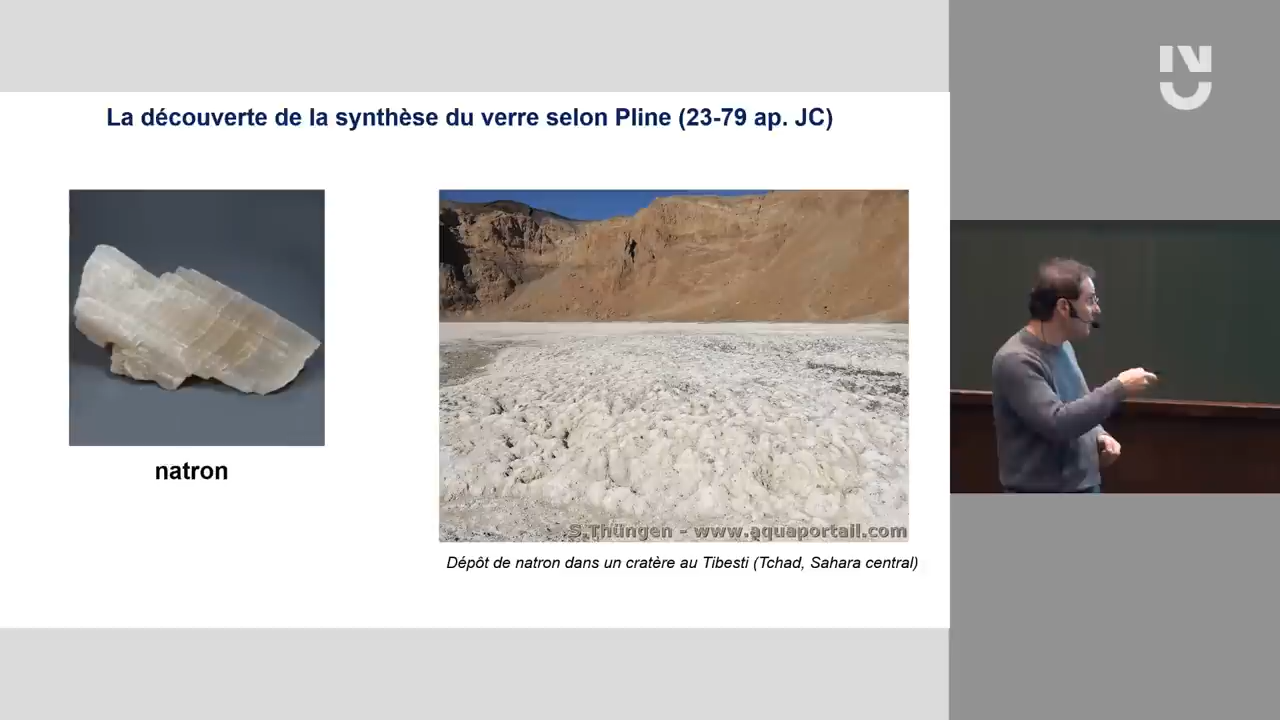 La découverte de la synthèse du verre selon Pline (23-79 ap. JC)
natron
S.Thüngen - www.aquaportail.com
Dépôt de natron dans un cratère au Tibesti (Tchad, Sahara central)